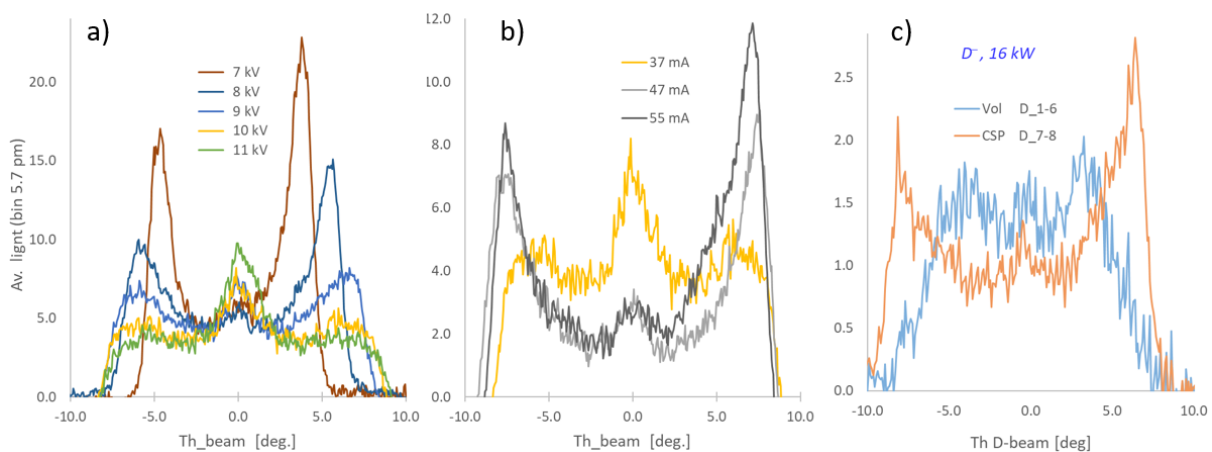 a)
Av. lignt (bin 5.7 pm)
20.0
15.0
10.0
5.0
0.0
7 kV
8 kV
9 kV
10 kV
11 kV
-10.0 -5.0 0.0 5.0 10.0
Th_beam [deg.]
b)
12.0
10.0
8.0
6.0
4.0
2.0
0.0
37 mA
47 mA
55 mA
-10.0 -5.0 0.0 5.0 10.0
Th_beam [deg.]
c)
D⁻, 16 kW
2.5
2.0
1.5
1.0
0.5
0.0
Vol D_1-6
CSP D_7-8
-10.0 -5.0 0.0 5.0 10.0
Th D-beam [deg]